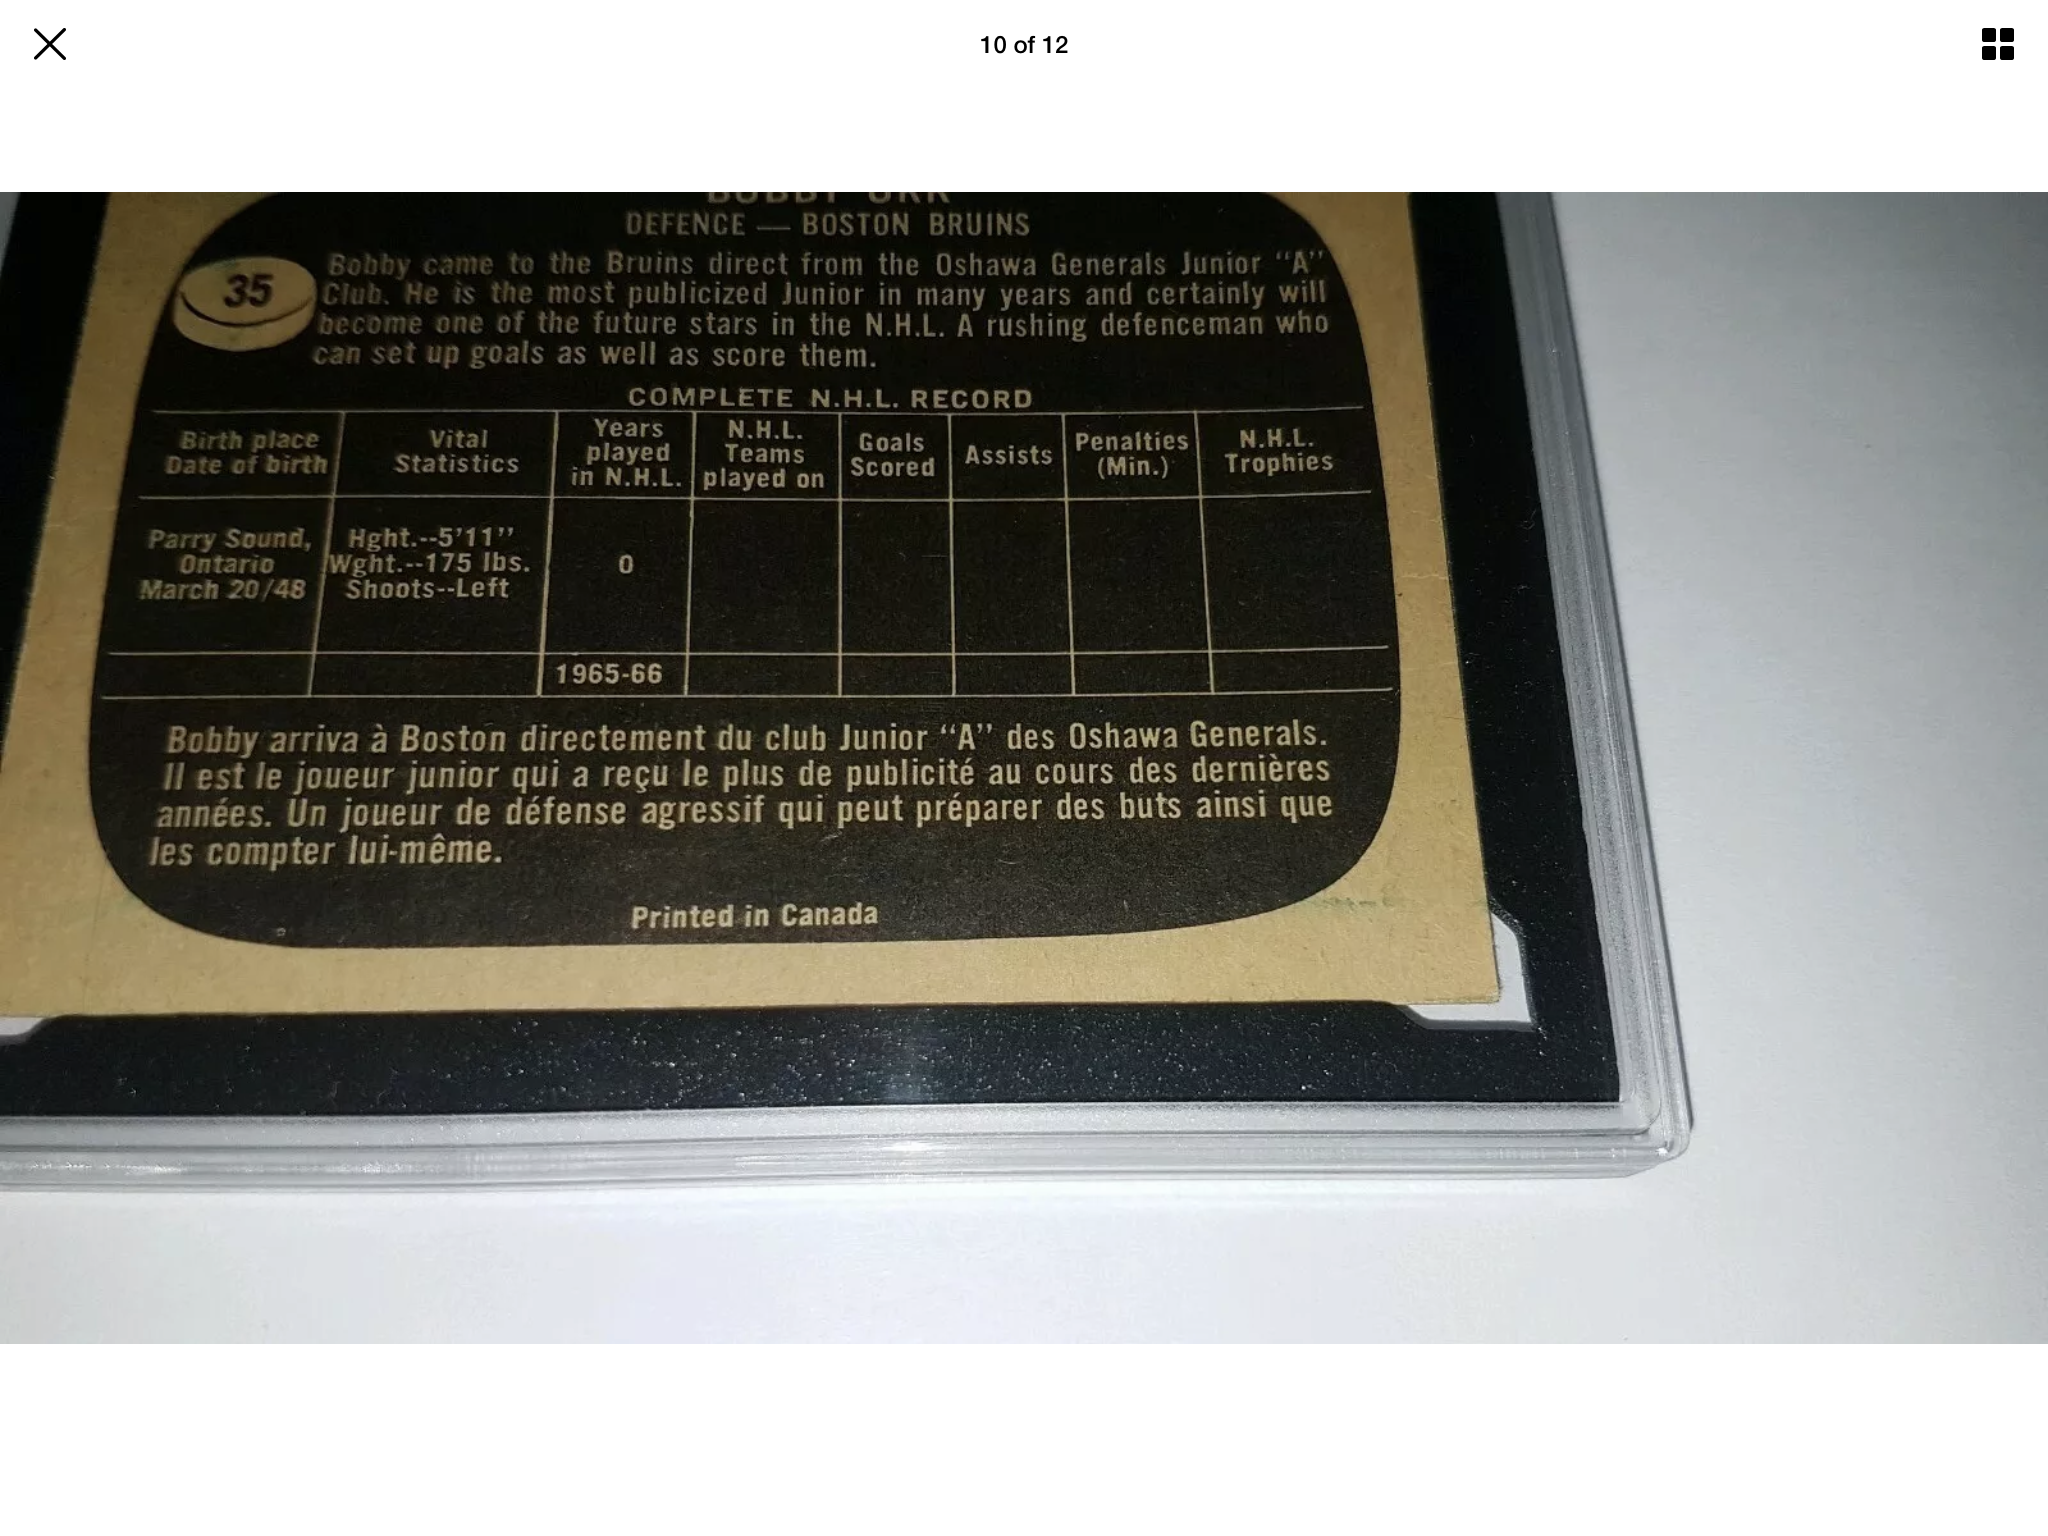 10 of 12
BOBBY ORR
DEFENCE — BOSTON BRUINS
35
Bobby came to the Bruins direct from the Oshawa Generals Junior “A”
Club. He is the most publicized Junior in many years and certainly will
become one of the future stars in the N.H.L. A rushing defenceman who
can set up goals as well as score them.
COMPLETE N.H.L. RECORD
Birth place
Date of birth
Vital
Statistics
Years
played
in N.H.L.
N.H.L.
Teams
played on
Goals
Scored
Assists
Penalties
(Min.)
N.H.L.
Trophies
Parry Sound,
Ontario
March 20/48
Hght.--5’11’’
Wght.--175 lbs.
Shoots--Left
0
1965-66
Bobby arriva à Boston directement du club Junior “A” des Oshawa Generals.
Il est le joueur junior qui a reçu le plus de publicité au cours des dernières
années. Un joueur de défense agressif qui peut préparer des buts ainsi que
les compter lui-même.
Printed in Canada